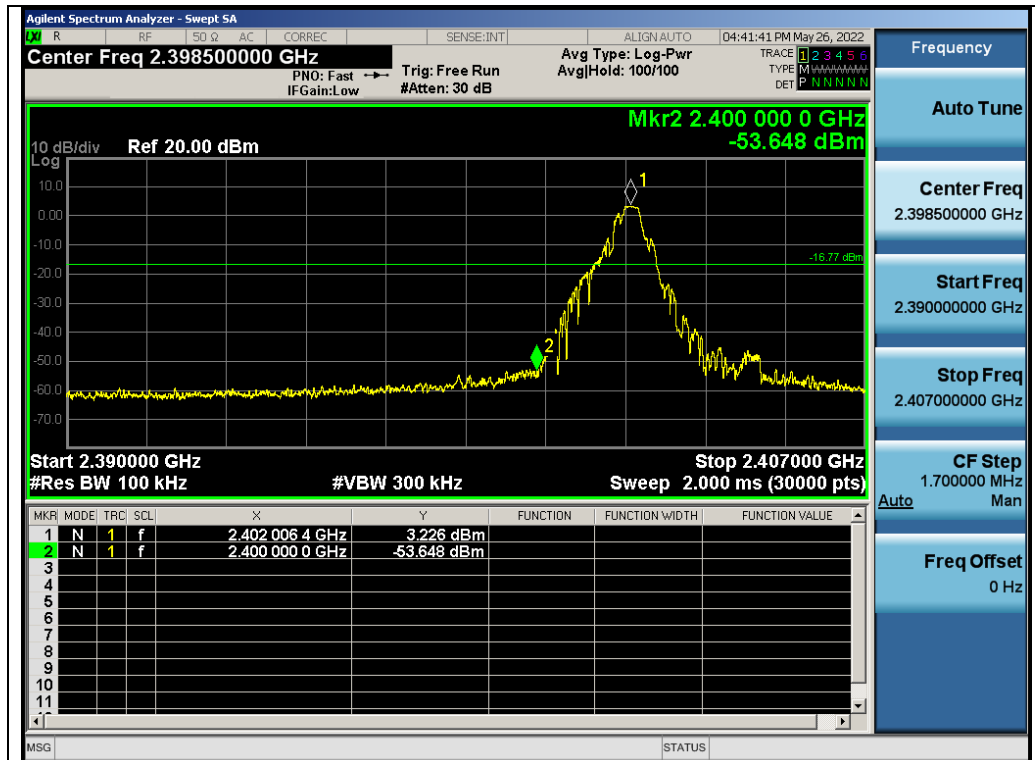 Agilent Spectrum Analyzer - Swept SA
LXI R RF 50 Ω AC CORREC SENSE:INT ALIGN AUTO 04:41:41 PM May 26, 2022
Center Freq 2.398500000 GHz
Avg Type: Log-Pwr
TRACE 1 2 3 4 5 6
PNO: Fast Trig: Free Run Avg|Hold: 100/100
TYPE M WWWWW
IFGain:Low #Atten: 30 dB
DET P N N N N N
Mkr2 2.400 000 0 GHz
-53.648 dBm
10 dB/div Ref 20.00 dBm
Log
10.0
0.00
-10.0
-20.0
-30.0
-40.0
-50.0
-60.0
-70.0
1
-16.77 dBm
2
Start 2.390000 GHz Stop 2.407000 GHz
#Res BW 100 kHz #VBW 300 kHz Sweep 2.000 ms (30000 pts)
MKR MODE TRC SCL X Y FUNCTION FUNCTION WIDTH FUNCTION VALUE
1 N 1 f 2.402 006 4 GHz 3.226 dBm
2 N 1 f 2.400 000 0 GHz -53.648 dBm
3
4
5
6
7
8
9
10
11
MSG STATUS
Frequency
Auto Tune
Center Freq
2.398500000 GHz
Start Freq
2.390000000 GHz
Stop Freq
2.407000000 GHz
CF Step
1.700000 MHz
Auto Man
Freq Offset
0 Hz